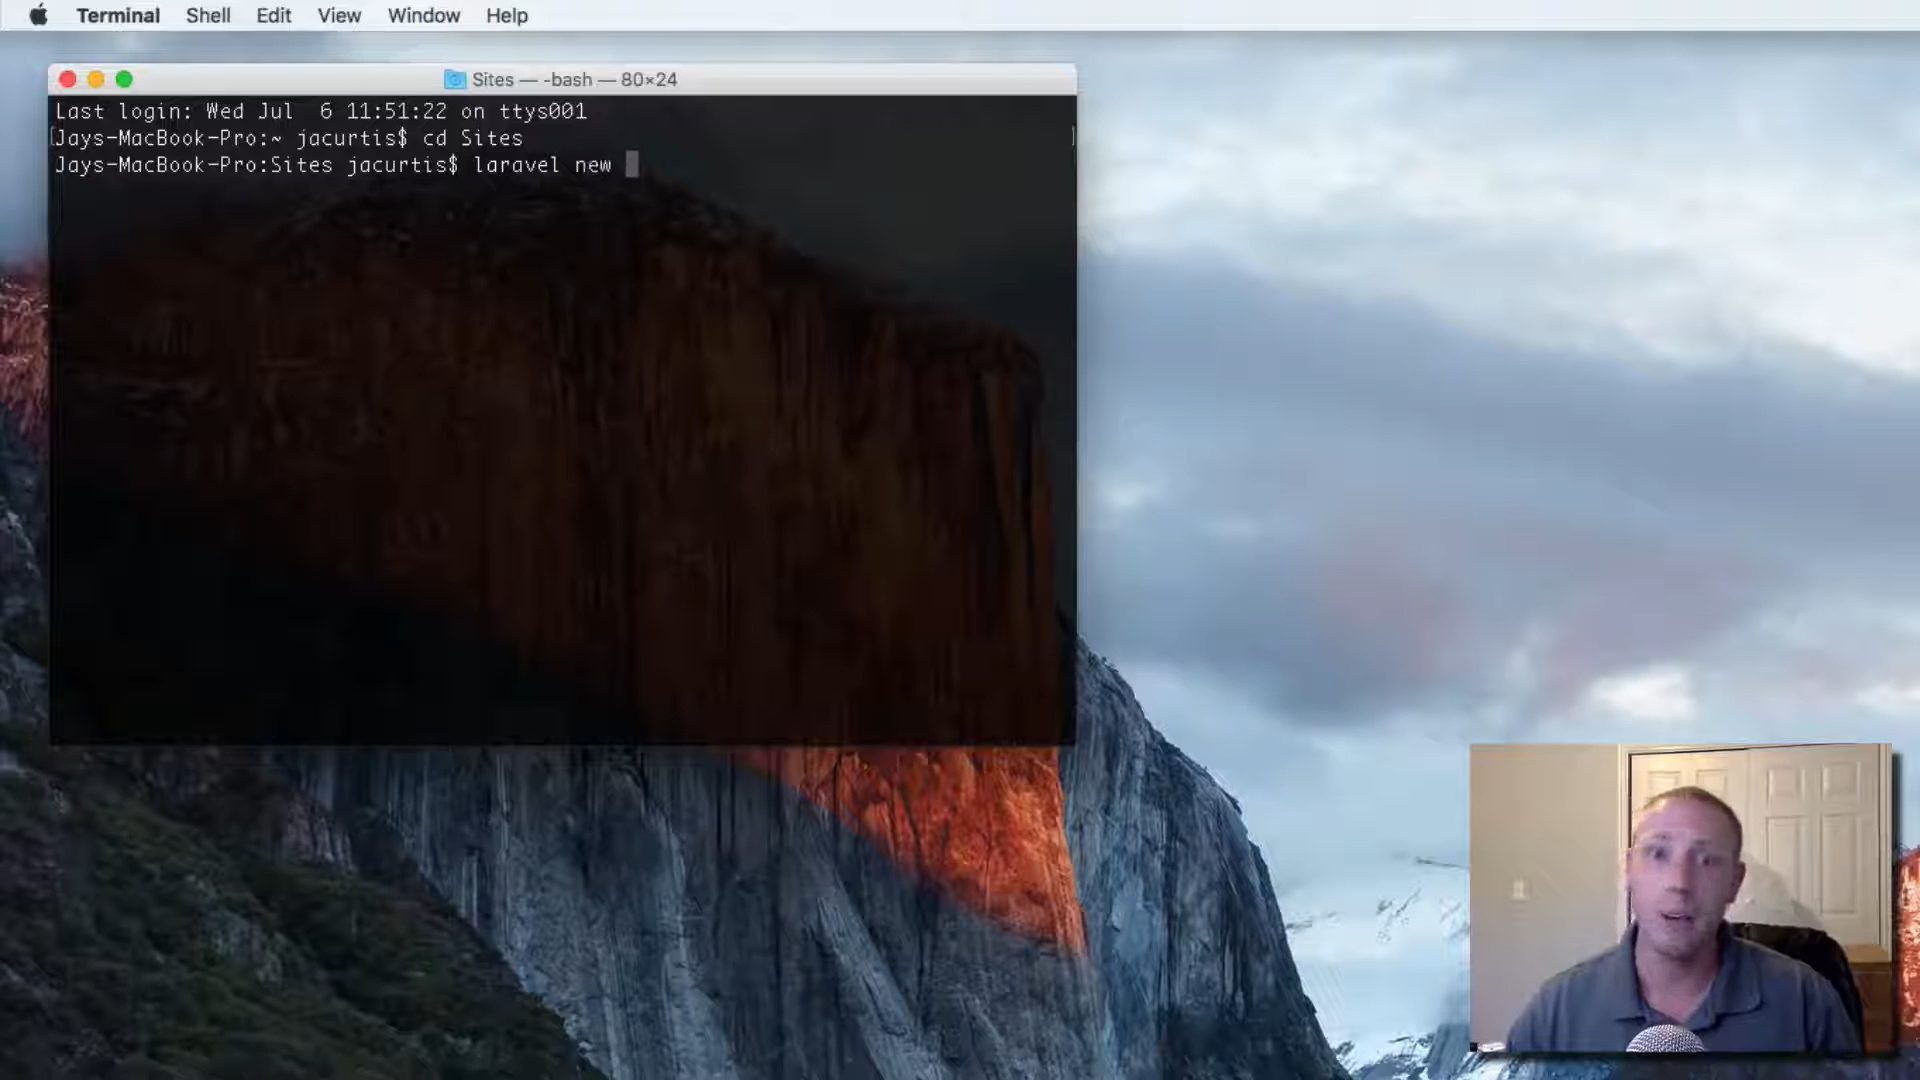 Terminal Shell Edit View Window Help
Sites — -bash — 80×24
Last login: Wed Jul  6 11:51:22 on ttys001
Jays-MacBook-Pro:~ jacurtis$ cd Sites
Jays-MacBook-Pro:Sites jacurtis$ laravel new